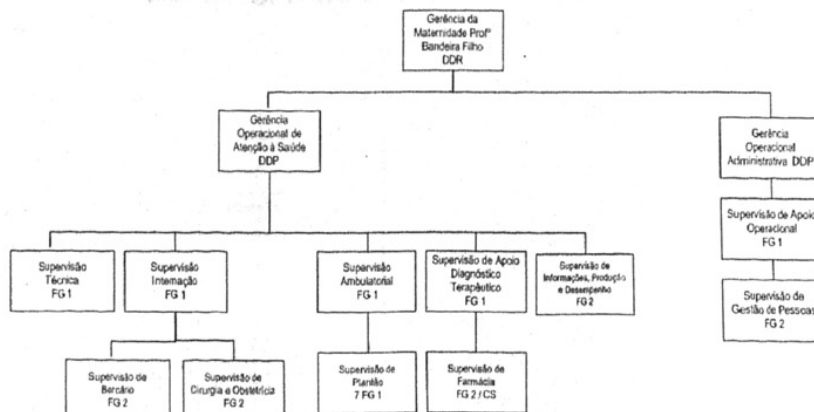 Gerência da
Maternidade Profº
Bandeira Filho
DDR
Gerência
Operacional de
Atenção à Saúde
DDP
Gerência
Operacional
Administrativa DDP
Supervisão de Apoio
Operacional
FG 1
Supervisão de
Gestão de Pessoas
FG 2
Supervisão
Técnica
FG 1
Supervisão
Internação
FG 1
Supervisão
Ambulatorial
FG 1
Supervisão de Apoio
Diagnóstico
Terapêutico
FG 1
Supervisão de
Informações, Produção
e Desempenho
FG 2
Supervisão de
Berçário
FG 2
Supervisão de
Cirurgia e Obstetrícia
FG 2
Supervisão de
Plantão
7 FG 1
Supervisão de
Farmácia
FG 2 / CS